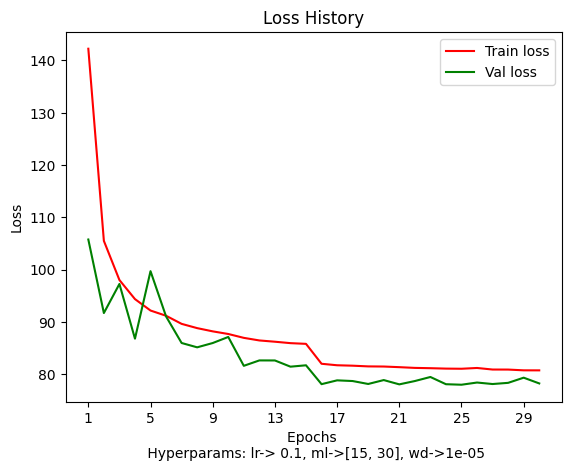 Loss History
Train loss
Val loss
Loss
140
130
120
110
100
90
80
1 5 9 13 17 21 25 29
Epochs
Hyperparams: lr-> 0.1, ml->[15, 30], wd->1e-05